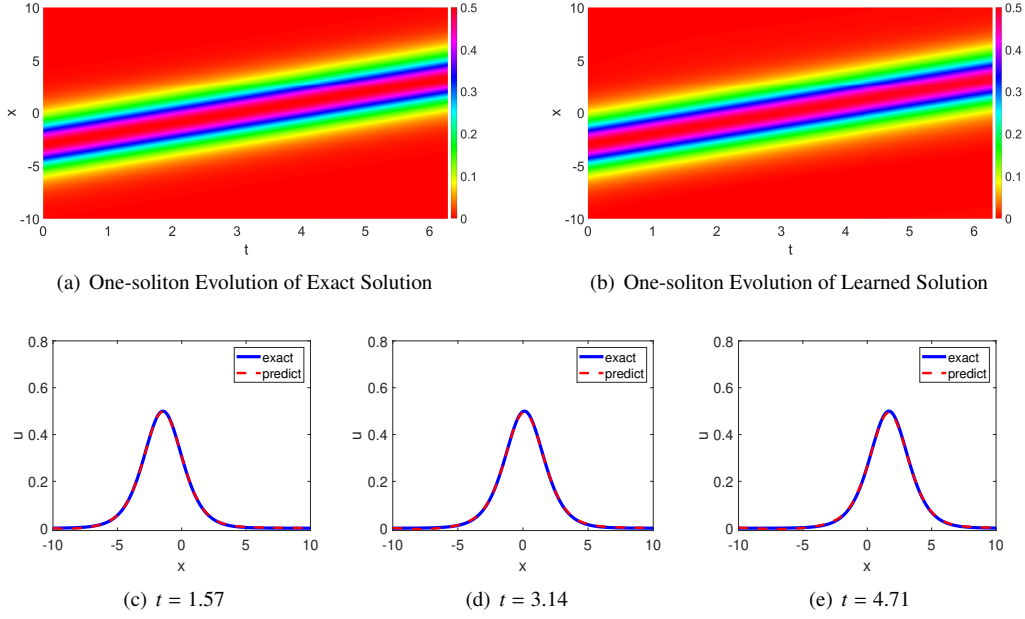 10
5
0
-5
-10
x
0 1 2 3 4 5 6
t
0.5
0.4
0.3
0.2
0.1
0
10
5
0
-5
-10
x
0 1 2 3 4 5 6
t
0.5
0.4
0.3
0.2
0.1
0
(a) One-soliton Evolution of Exact Solution
(b) One-soliton Evolution of Learned Solution
0.8
0.6
0.4
0.2
0
u
exact
predict
-10 -5 0 5 10
x
0.8
0.6
0.4
0.2
0
u
exact
predict
-10 -5 0 5 10
x
0.8
0.6
0.4
0.2
0
u
exact
predict
-10 -5 0 5 10
x
(c) t = 1.57
(d) t = 3.14
(e) t = 4.71